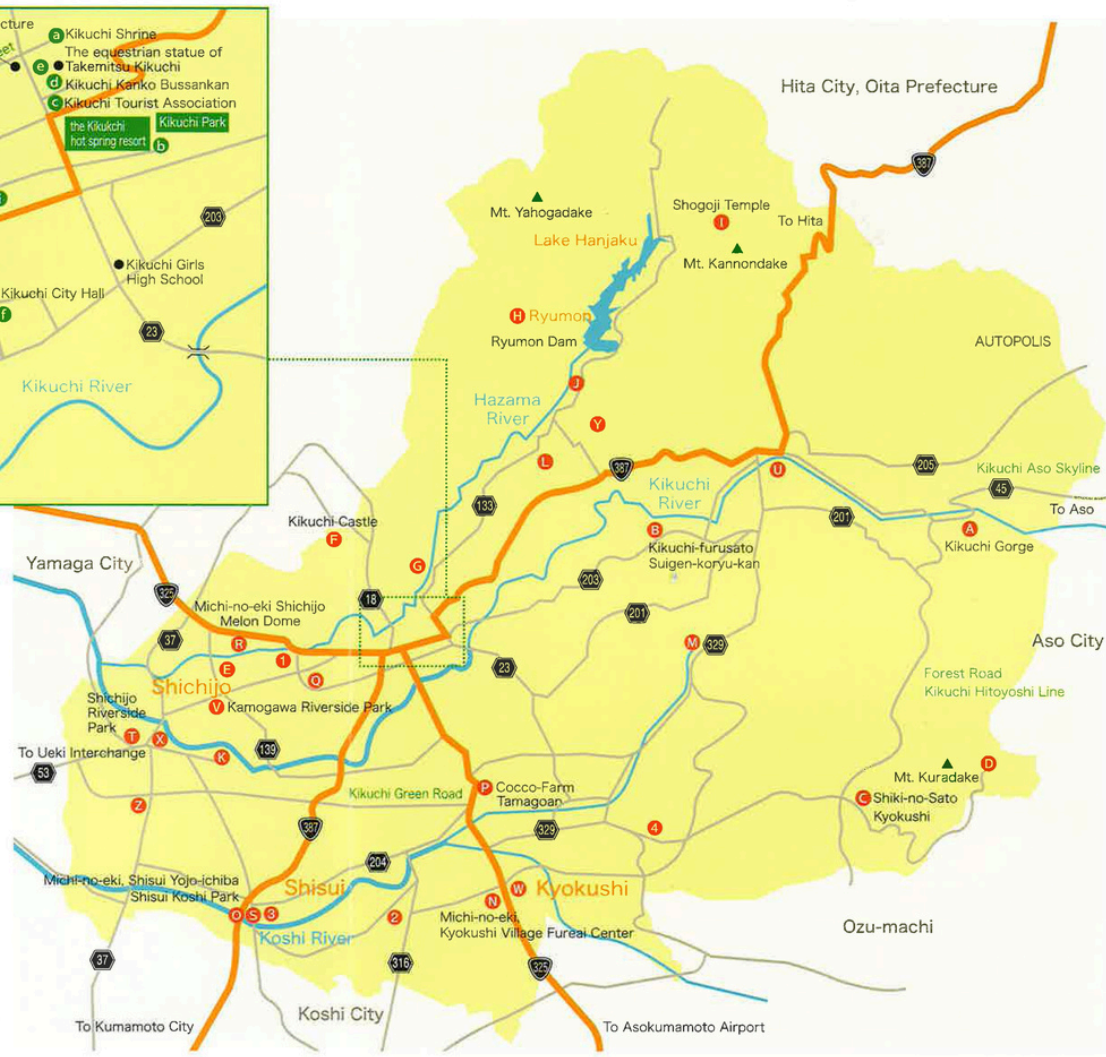 cture
eet
a Kikuchi Shrine
The equestrian statue of
e Takemitsu Kikuchi
d Kikuchi Kanko Bussankan
c Kikuchi Tourist Association
the Kikukchi
hot spring resort
Kikuchi Park
b
203
Kikuchi Girls
High School
Kikuchi City Hall
f
23
Kikuchi River
Hita City, Oita Prefecture
387
Mt. Yahogadake
Shogoji Temple
I
To Hita
Lake Hanjaku
Mt. Kannondake
H Ryumon
Ryumon Dam
AUTOPOLIS
J
Hazama
River
Y
L
387
U
205
Kikuchi Aso Skyline
45
Kikuchi
River
133
To Aso
201
Kikuchi Castle
F
B
A
Kikuchi-furusato
Suigen-koryu-kan
Kikuchi Gorge
Yamaga City
G
203
325
18
Michi-no-eki Shichijo
Melon Dome
201
37
R
M
329
Aso City
1
E
23
Q
Shichijo
Forest Road
Kikuchi Hitoyoshi Line
Shichijo
Riverside
Park
V Kamogawa Riverside Park
T
X
139
To Ueki Interchange
K
53
D
Mt. Kuradake
Z
Kikuchi Green Road
P Cocco-Farm
Tamagoan
C Shiki-no-Sato
Kyokushi
387
329
4
204
Michi-no-eki, Shisui Yojo-ichiba
Shisui Koshi Park
Shisui
W Kyokushi
N
O S 3
2
Michi-no-eki,
Kyokushi Village Fureai Center
Koshi River
Ozu-machi
37
316
325
Koshi City
To Kumamoto City
To Asokumamoto Airport